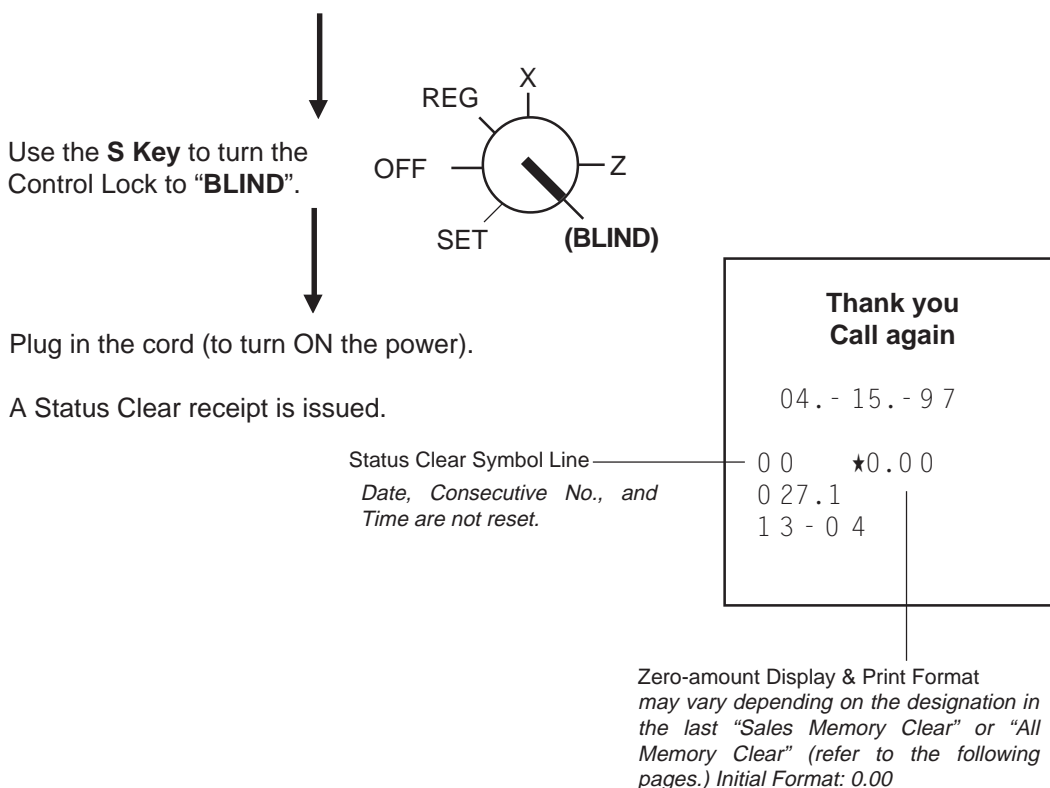 Use the S Key to turn the
Control Lock to “BLIND”.
X
REG
OFF
Z
SET
(BLIND)
Plug in the cord (to turn ON the power).
A Status Clear receipt is issued.
Thank you
Call again
04.-15.-97
Status Clear Symbol Line
00 ★0.00
Date, Consecutive No., and
Time are not reset.
027.1
13-04
Zero-amount Display & Print Format
may vary depending on the designation in
the last “Sales Memory Clear” or “All
Memory Clear” (refer to the following
pages.) Initial Format: 0.00